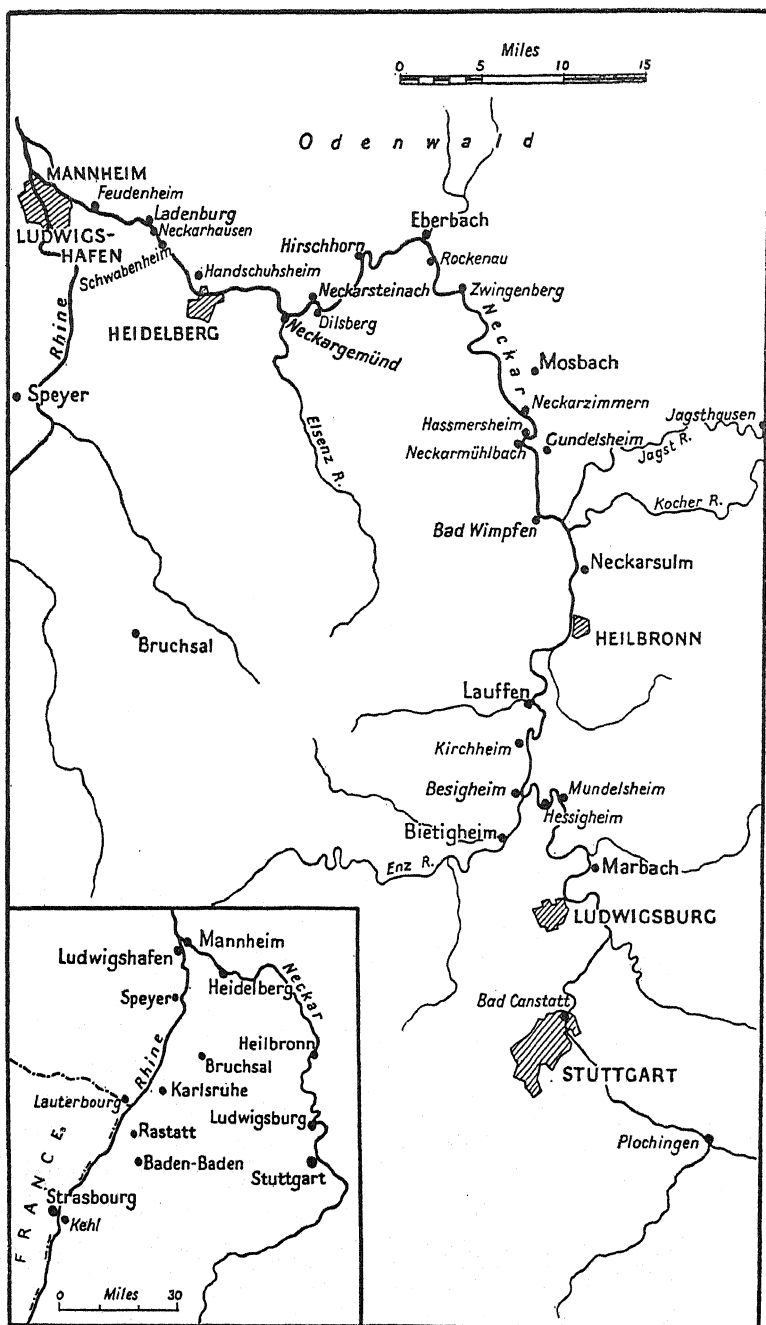 Miles
0 5 10 15
Odenwald
MANNHEIM
Feudenheim
Ladenburg
Neckarhausen
LUDWIGS-
HAFEN
Schwabenheim
Handschuhsheim
HEIDELBERG
Hirschhorn
Eberbach
Rockenau
Neckarsteinach
Zwingenberg
Dilsberg
Neckargemünd
Neckar
Rhine
Speyer
Mosbach
Neckarzimmern
Hassmersheim
Jagsthausen
Gundelsheim
Neckarmühlbach
Jagst R.
Elsenz R.
Kocher R.
Bad Wimpfen
Neckarsulm
Bruchsal
HEILBRONN
Lauffen
Kirchheim
Besigheim
Mundelsheim
Hessigheim
Bietigheim
Enz R.
Marbach
LUDWIGSBURG
Bad Canstatt
STUTTGART
Plochingen
Mannheim
Ludwigshafen
Heidelberg
Neckar
Speyer
Rhine
Heilbronn
Bruchsal
Karlsruhe
Lauterbourg
Ludwigsburg
Rastatt
Baden-Baden
Stuttgart
FRANCE
Strasbourg
Kehl
0 Miles 30